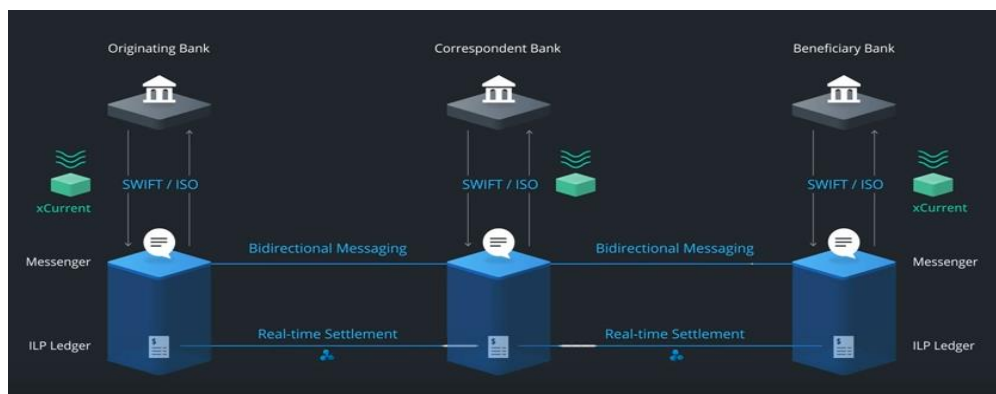 Originating Bank
Correspondent Bank
Beneficiary Bank
SWIFT / ISO
SWIFT / ISO
SWIFT / ISO
xCurrent
xCurrent
Messenger
Bidirectional Messaging
Bidirectional Messaging
Messenger
ILP Ledger
$
Real-time Settlement
$
Real-time Settlement
$
ILP Ledger